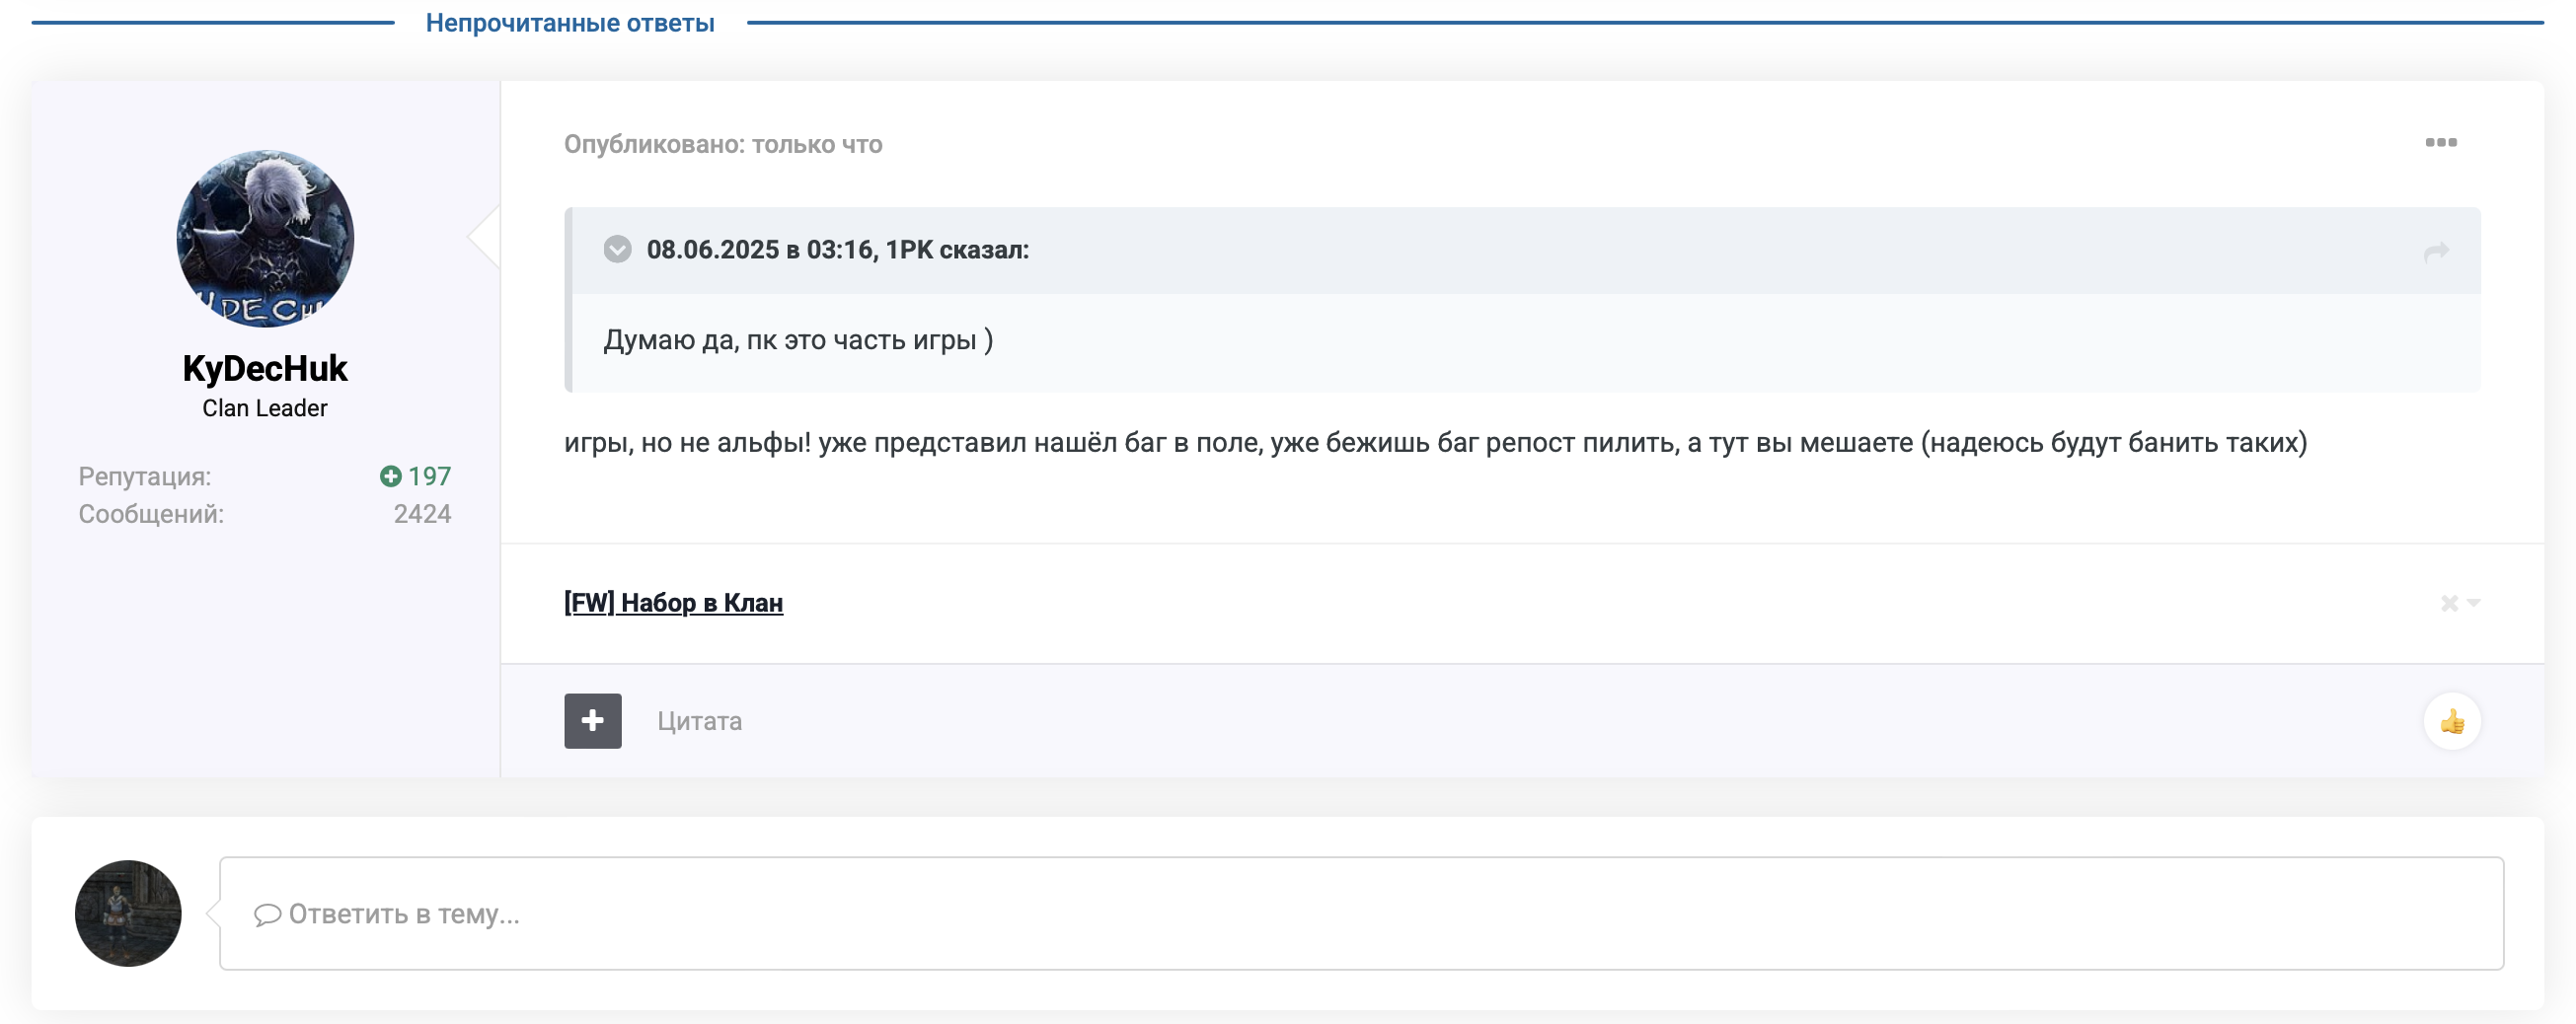 Непрочитанные ответы
KyDecHuk
Clan Leader
Репутация: 197
Сообщений: 2424
Опубликовано: только что
08.06.2025 в 03:16, 1PK сказал:
Думаю да, пк это часть игры )
игры, но не альфы! уже представил нашёл баг в поле, уже бежишь баг репост пилить, а тут вы мешаете (надеюсь будут банить таких)
[FW] Набор в Клан
Цитата
Ответить в тему...